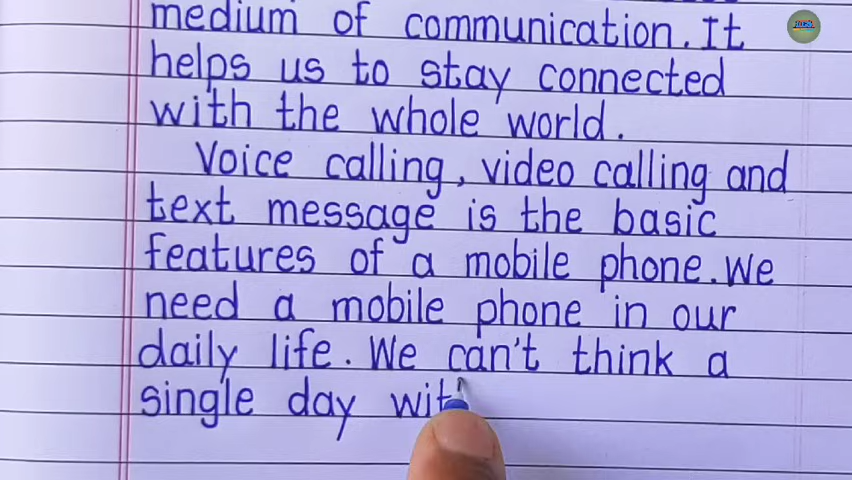 medium of communication. It
helps us to stay connected
with the whole world.
Voice calling, video calling and
text message is the basic
features of a mobile phone. We
need a mobile phone in our
daily life. We can't think a
single day wit